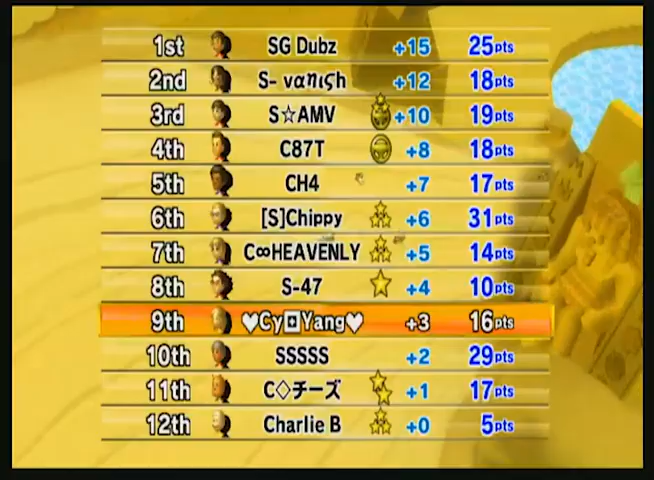 1st SG Dubz +15 25pts
2nd S- vαηιςh +12 18pts
3rd S☆AMV +10 19pts
4th C87T +8 18pts
5th CH4 +7 17pts
6th [S]Chippy +6 31pts
7th C∞HEAVENLY +5 14pts
8th S-47 +4 10pts
9th ♥Cy⊡Yang♥ +3 16pts
10th SSSSS +2 29pts
11th C◇チーズ +1 17pts
12th Charlie B +0 5pts